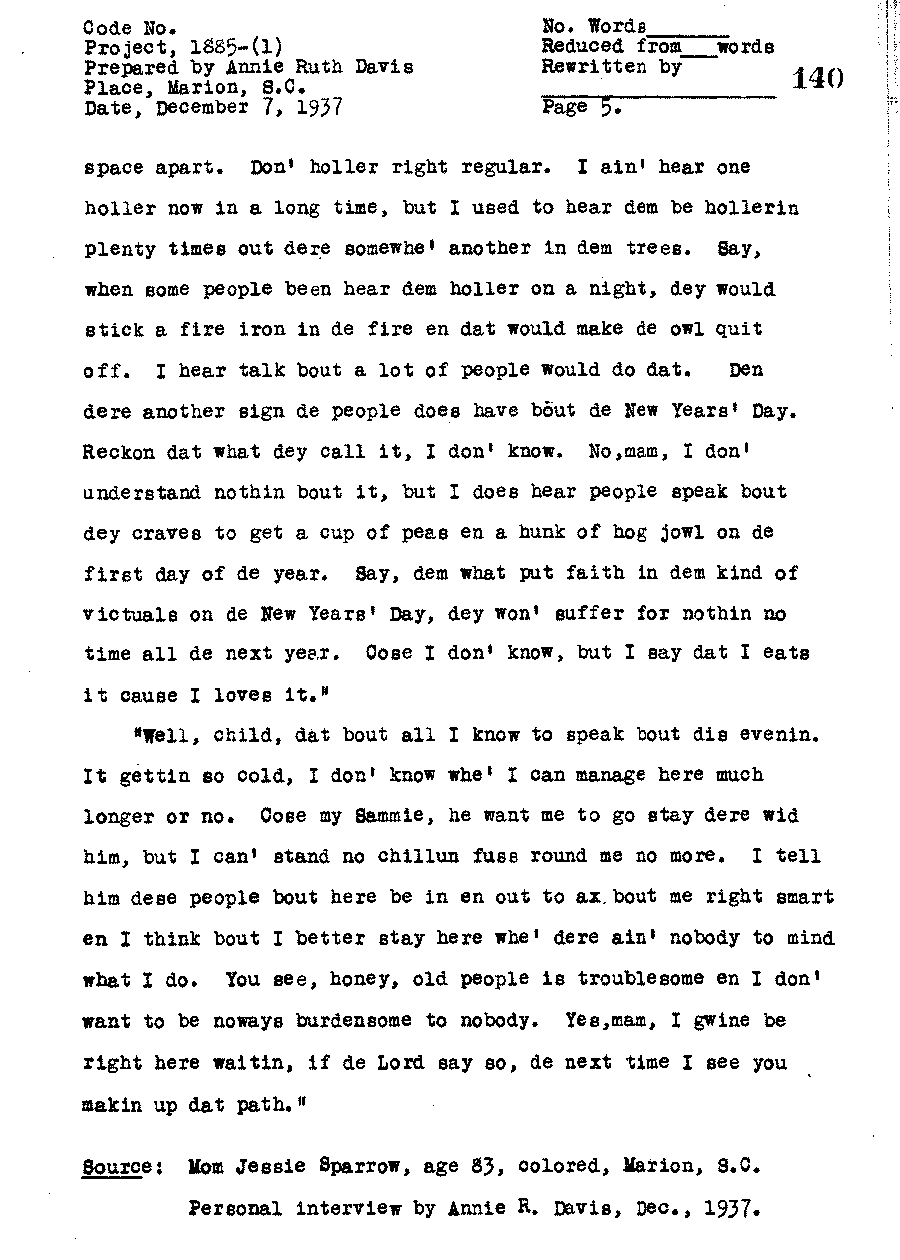 Code No.
Project, 1885-(1)
Prepared by Annie Ruth Davis
Place, Marion, S.C.
Date, December 7, 1937
No. Words
Reduced from words
Rewritten by
140
Page 5.
space apart. Don' holler right regular. I ain' hear one
holler now in a long time, but I used to hear dem be hollerin
plenty times out dere somewhe' another in dem trees. Say,
when some people been hear dem holler on a night, dey would
stick a fire iron in de fire en dat would make de owl quit
off. I hear talk bout a lot of people would do dat. Den
dere another sign de people does have bout de New Years' Day.
Reckon dat what dey call it, I don' know. No,mam, I don'
understand nothin bout it, but I does hear people speak bout
dey craves to get a cup of peas en a hunk of hog jowl on de
first day of de year. Say, dem what put faith in dem kind of
victuals on de New Years' Day, dey won' suffer for nothin no
time all de next year. Cose I don' know, but I say dat I eats
it cause I loves it."
"Well, child, dat bout all I know to speak bout dis evenin.
It gettin so cold, I don' know whe' I can manage here much
longer or no. Cose my Sammie, he want me to go stay dere wid
him, but I can' stand no chillun fuss round me no more. I tell
him dese people bout here be in en out to ax bout me right smart
en I think bout I better stay here whe' dere ain' nobody to mind
what I do. You see, honey, old people is troublesome en I don'
want to be noways burdensome to nobody. Yes,mam, I gwine be
right here waitin, if de Lord say so, de next time I see you
makin up dat path."
Source: Mom Jessie Sparrow, age 83, colored, Marion, S.C.
Personal interview by Annie R. Davis, Dec., 1937.